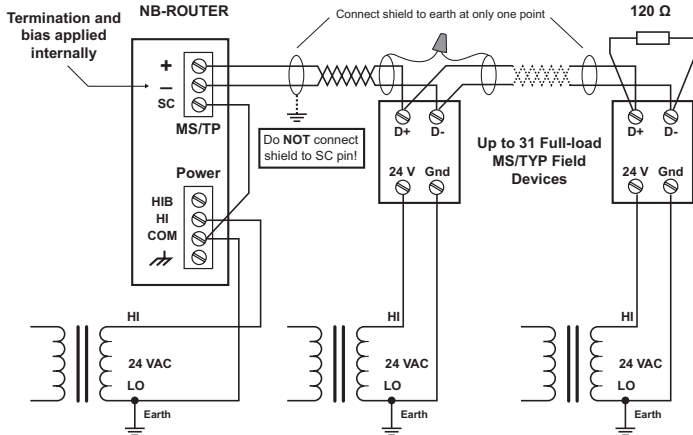 Termination and
bias applied
internally
NB-ROUTER
Connect shield to earth at only one point
120 Ω
+
–
SC
MS/TP
Do NOT connect
shield to SC pin!
D+ D-
24 V Gnd
Up to 31 Full-load
MS/TYP Field
Devices
D+ D-
24 V Gnd
Power
HIB
HI
COM
HI
24 VAC
LO
Earth
HI
24 VAC
LO
Earth
HI
24 VAC
LO
Earth